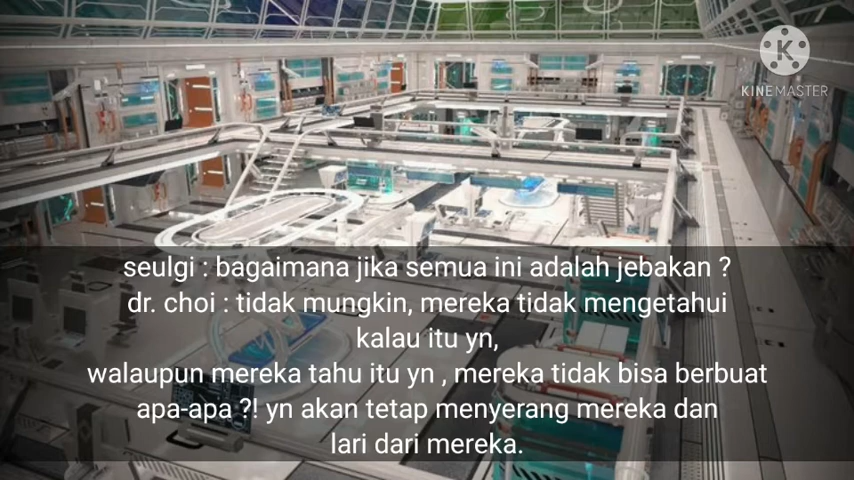 KINEMASTER
seulgi : bagaimana jika semua ini adalah jebakan ?
dr. choi : tidak mungkin, mereka tidak mengetahui
kalau itu yn,
walaupun mereka tahu itu yn , mereka tidak bisa berbuat
apa-apa ?! yn akan tetap menyerang mereka dan
lari dari mereka.